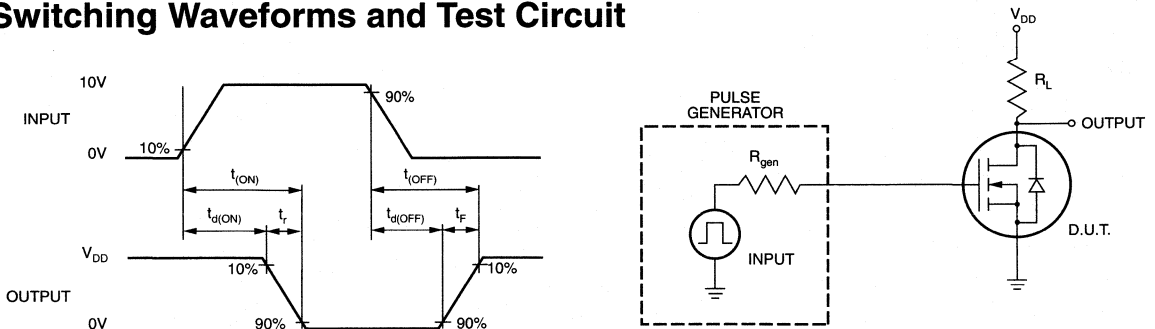 Switching Waveforms and Test Circuit
10V
INPUT
0V
10%
90%
t(ON)
t(OFF)
td(ON)
tr
td(OFF)
tF
VDD
10%
10%
OUTPUT
0V
90%
90%
PULSE
GENERATOR
Rgen
INPUT
VDD
RL
OUTPUT
D.U.T.